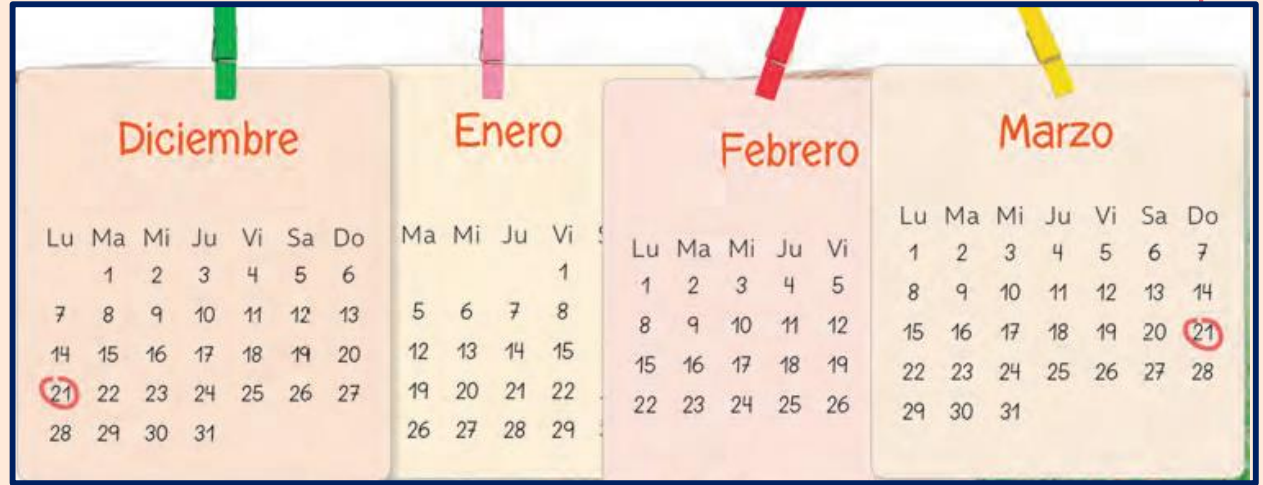 Diciembre
Lu Ma Mi Ju Vi Sa Do
1 2 3 4 5 6
7 8 9 10 11 12 13
14 15 16 17 18 19 20
21 22 23 24 25 26 27
28 29 30 31
Enero
Ma Mi Ju Vi
1
5 6 7 8
12 13 14 15
19 20 21 22
26 27 28 29
Febrero
Lu Ma Mi Ju Vi
1 2 3 4 5
8 9 10 11 12
15 16 17 18 19
22 23 24 25 26
Marzo
Lu Ma Mi Ju Vi Sa Do
1 2 3 4 5 6 7
8 9 10 11 12 13 14
15 16 17 18 19 20 21
22 23 24 25 26 27 28
29 30 31